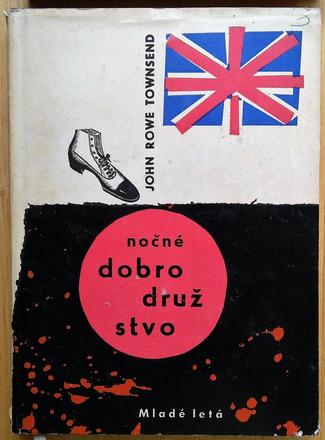 JOHN ROWE TOWNSEND
nočné
dobro
druž
stvo
Mladé letá